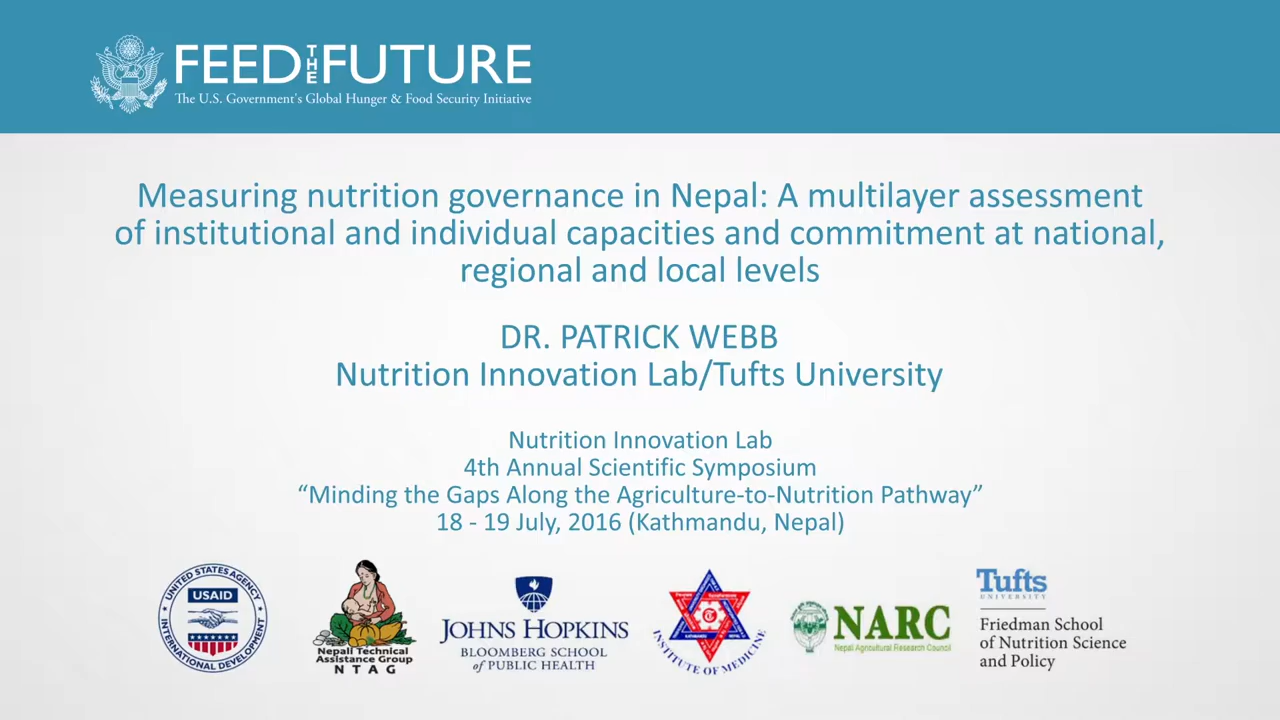 FEED THE FUTURE
The U.S. Government's Global Hunger & Food Security Initiative
Measuring nutrition governance in Nepal: A multilayer assessment
of institutional and individual capacities and commitment at national,
regional and local levels
DR. PATRICK WEBB
Nutrition Innovation Lab/Tufts University
Nutrition Innovation Lab
4th Annual Scientific Symposium
“Minding the Gaps Along the Agriculture-to-Nutrition Pathway”
18 - 19 July, 2016 (Kathmandu, Nepal)
UNITED STATES AGENCY
USAID
INTERNATIONAL DEVELOPMENT
Nepali Technical
Assistance Group
N T A G
JOHNS HOPKINS
BLOOMBERG SCHOOL
of PUBLIC HEALTH
INSTITUTE OF MEDICINE
NARC
Nepal Agricultural Research Council
Tufts
UNIVERSITY
Friedman School
of Nutrition Science
and Policy